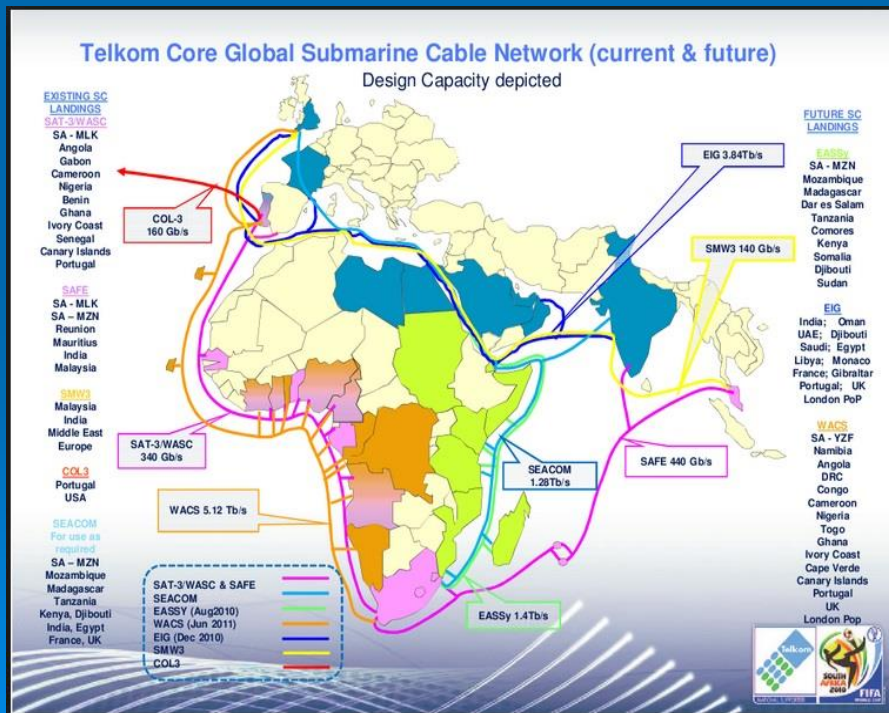 Telkom Core Global Submarine Cable Network (current & future)
Design Capacity depicted
EXISTING SC
LANDINGS
SAT-3/WASC
SA - MLK
Angola
Gabon
Cameroon
Nigeria
Benin
Ghana
Ivory Coast
Senegal
Canary Islands
Portugal
SAFE
SA - MLK
SA – MZN
Reunion
Mauritius
India
Malaysia
SMW3
Malaysia
India
Middle East
Europe
COL3
Portugal
USA
SEACOM
For use as
required
SA – MZN
Mozambique
Madagascar
Tanzania
Kenya, Djibouti
India, Egypt
France, UK
COL-3
160 Gb/s
SAT-3/WASC
340 Gb/s
WACS 5.12 Tb/s
EIG 3.84Tb/s
SMW3 140 Gb/s
SEACOM
1.28Tb/s
SAFE 440 Gb/s
EASSy 1.4Tb/s
SAT-3/WASC & SAFE
SEACOM
EASSY (Aug2010)
WACS (Jun 2011)
EIG (Dec 2010)
SMW3
COL3
FUTURE SC
LANDINGS
EASSy
SA - MZN
Mozambique
Madagascar
Dar es Salam
Tanzania
Comores
Kenya
Somalia
Djibouti
Sudan
EIG
India; Oman
UAE; Djibouti
Saudi; Egypt
Libya; Monaco
France; Gibraltar
Portugal; UK
London PoP
WACS
SA - YZF
Namibia
Angola
DRC
Congo
Cameroon
Nigeria
Togo
Ghana
Ivory Coast
Cape Verde
Canary Islands
Portugal
UK
London Pop
Telkom
SOUTH
AFRICA
2010
FIFA
WORLD CUP